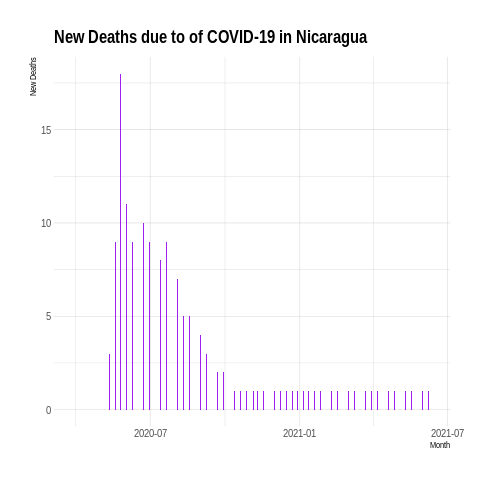 New Deaths due to of COVID-19 in Nicaragua
New Deaths
15
10
5
0
2020-07
2021-01
2021-07
Month